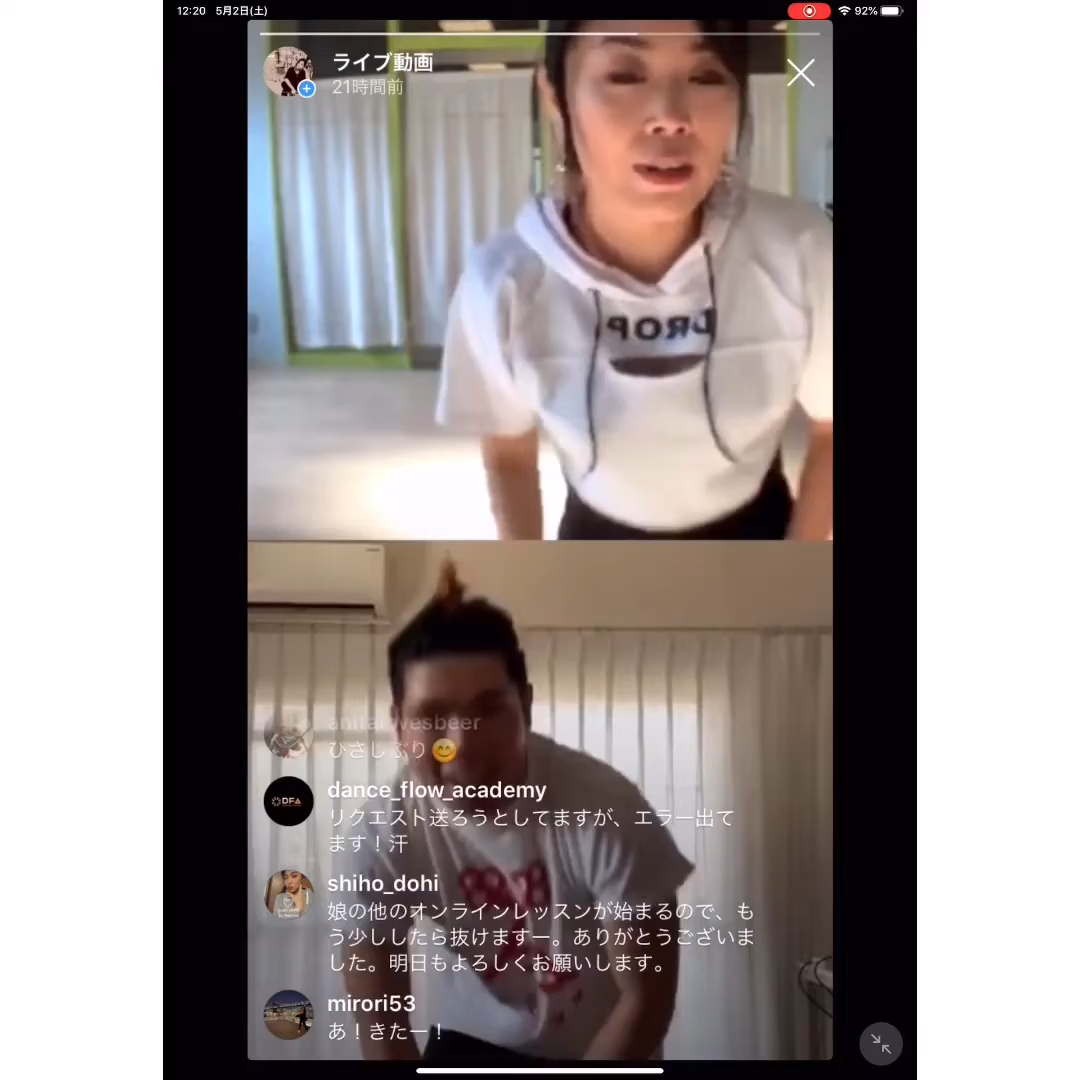 12:20 5月2日(土)
92%
ライブ動画
21時間前
DROP
anitalovesbeer
ひさしぶり😊
DFA
dance_flow_academy
リクエスト送ろうとしてますが、エラー出て
ます！汗
shiho_dohi
娘の他のオンラインレッスンが始まるので、も
う少ししたら抜けますー。ありがとうございま
した。明日もよろしくお願いします。
mirori53
あ！きたー！